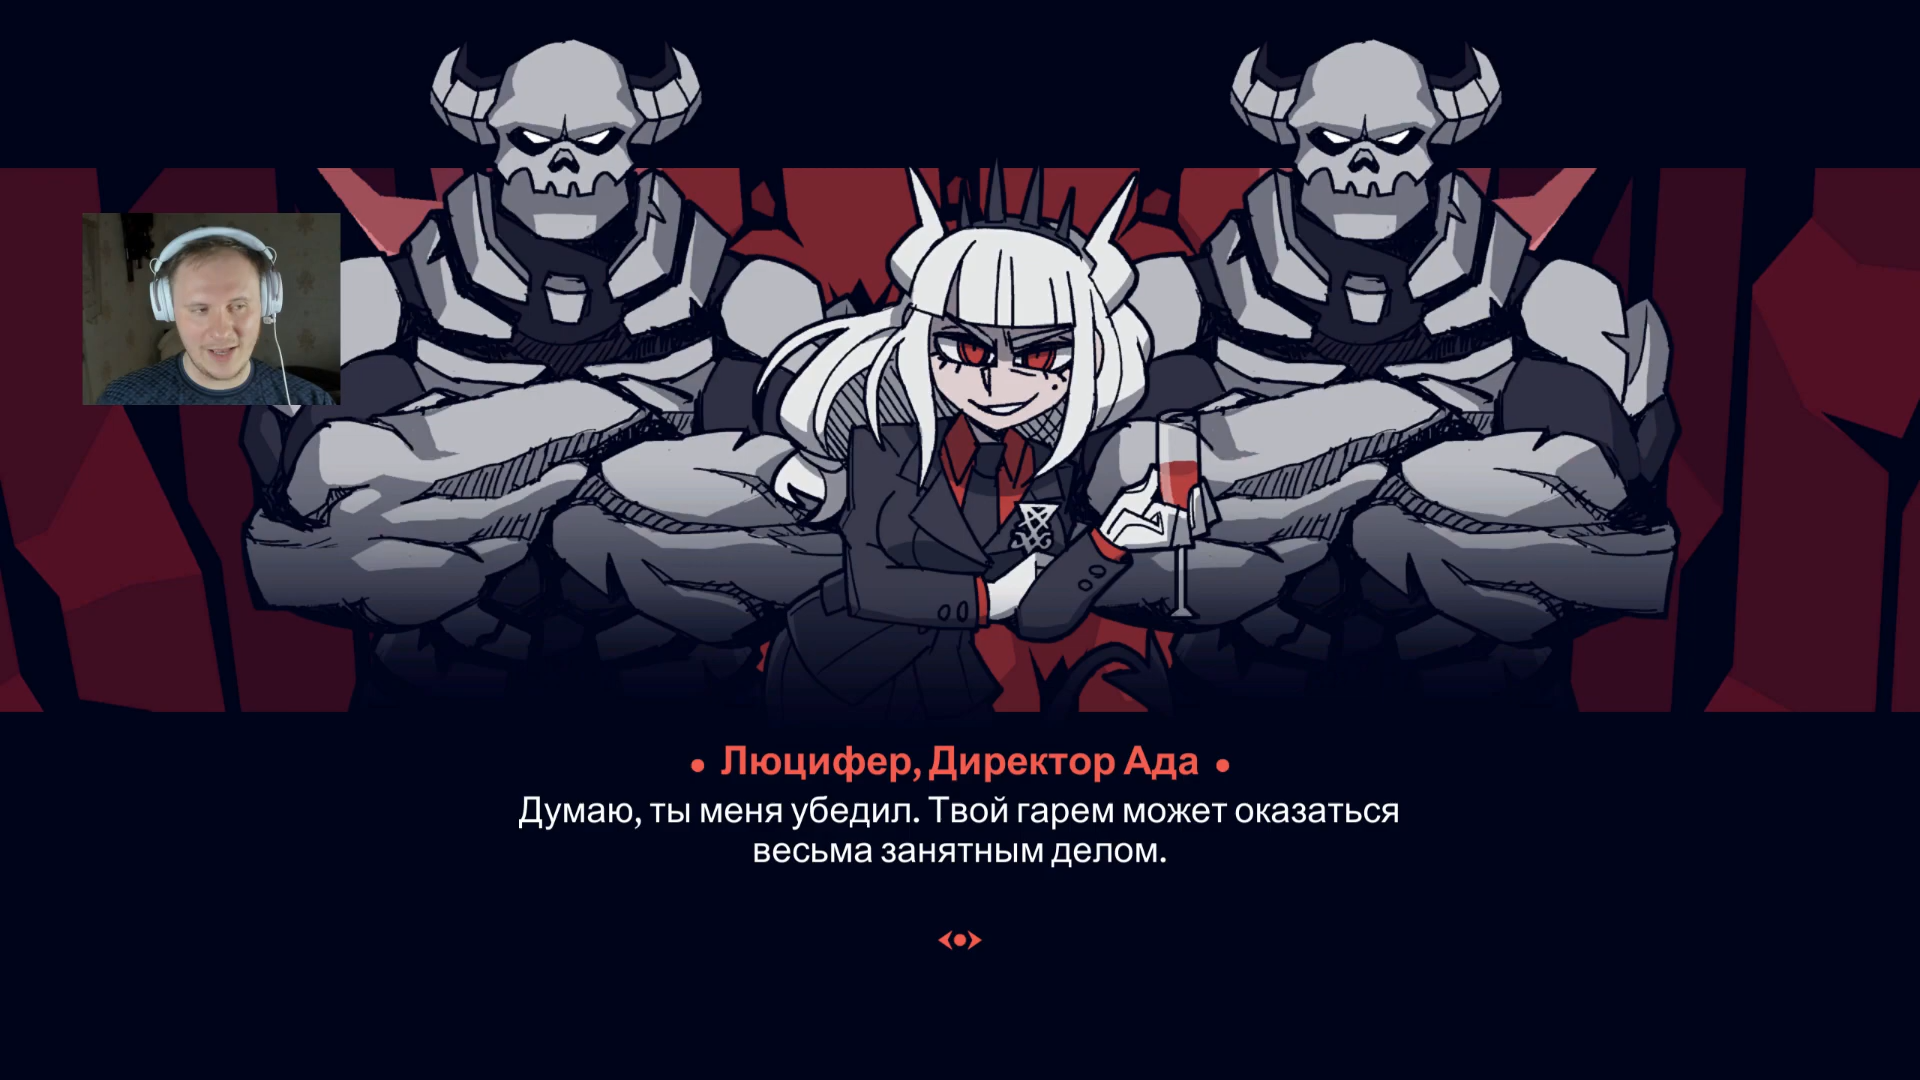 • Люцифер, Директор Ада •
Думаю, ты меня убедил. Твой гарем может оказаться
весьма занятным делом.